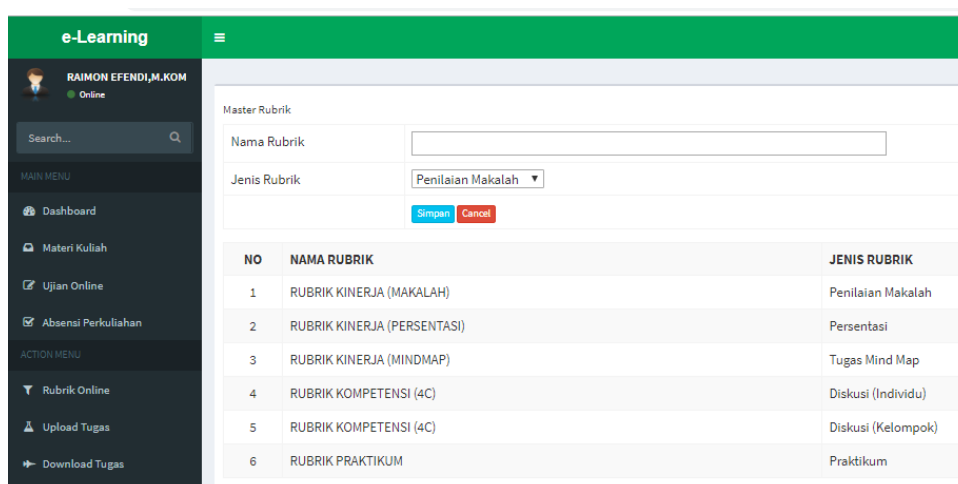 e-Learning
RAIMON EFENDI,M.KOM
Online
Search...
MAIN MENU
Dashboard
Materi Kuliah
Ujian Online
Absensi Perkuliahan
ACTION MENU
Rubrik Online
Upload Tugas
Download Tugas
Master Rubrik
Nama Rubrik
Jenis Rubrik Penilaian Makalah
Simpan Cancel
NO NAMA RUBRIK JENIS RUBRIK
1 RUBRIK KINERJA (MAKALAH) Penilaian Makalah
2 RUBRIK KINERJA (PERSENTASI) Persentasi
3 RUBRIK KINERJA (MINDMAP) Tugas Mind Map
4 RUBRIK KOMPETENSI (4C) Diskusi (Individu)
5 RUBRIK KOMPETENSI (4C) Diskusi (Kelompok)
6 RUBRIK PRAKTIKUM Praktikum